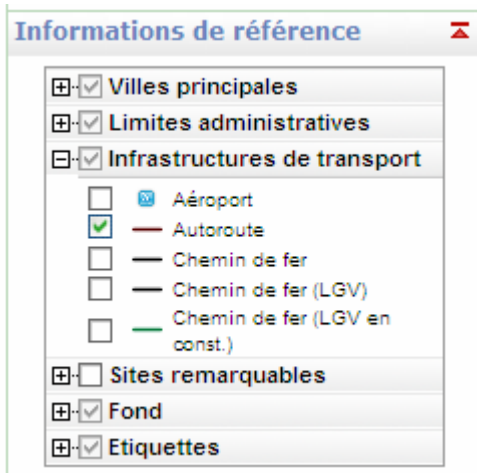 Informations de référence
Villes principales
Limites administratives
Infrastructures de transport
Aéroport
Autoroute
Chemin de fer
Chemin de fer (LGV)
Chemin de fer (LGV en
const.)
Sites remarquables
Fond
Etiquettes